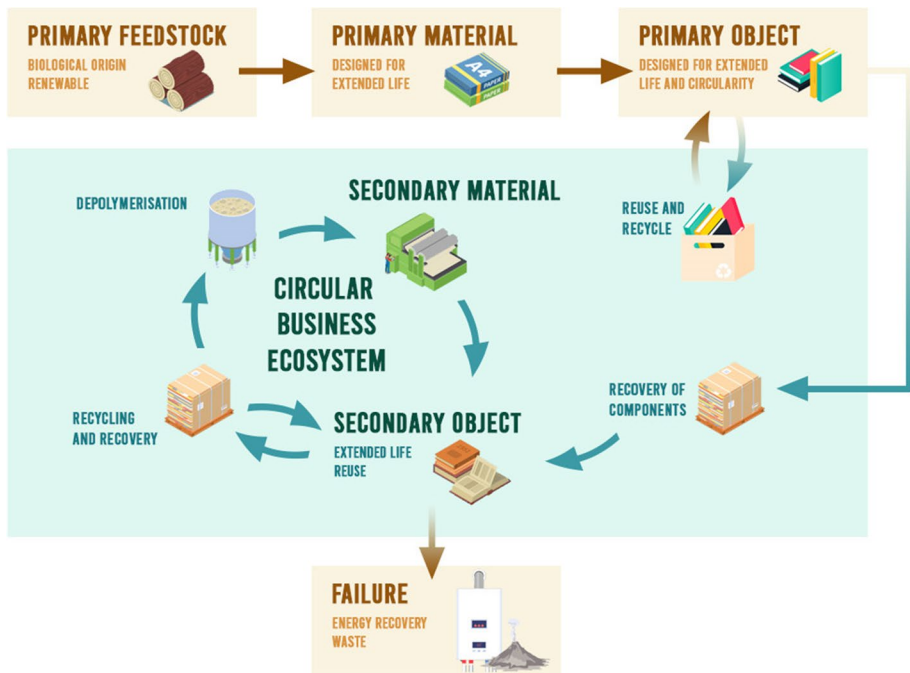 PRIMARY FEEDSTOCK
BIOLOGICAL ORIGIN
RENEWABLE
PRIMARY MATERIAL
DESIGNED FOR
EXTENDED LIFE
A4
PAPER
PAPER
PRIMARY OBJECT
DESIGNED FOR EXTENDED
LIFE AND CIRCULARITY
DEPOLYMERISATION
SECONDARY MATERIAL
REUSE AND
RECYCLE
CIRCULAR
BUSINESS
ECOSYSTEM
RECYCLING
AND RECOVERY
SECONDARY OBJECT
EXTENDED LIFE
REUSE
RECOVERY OF
COMPONENTS
FAILURE
ENERGY RECOVERY
WASTE